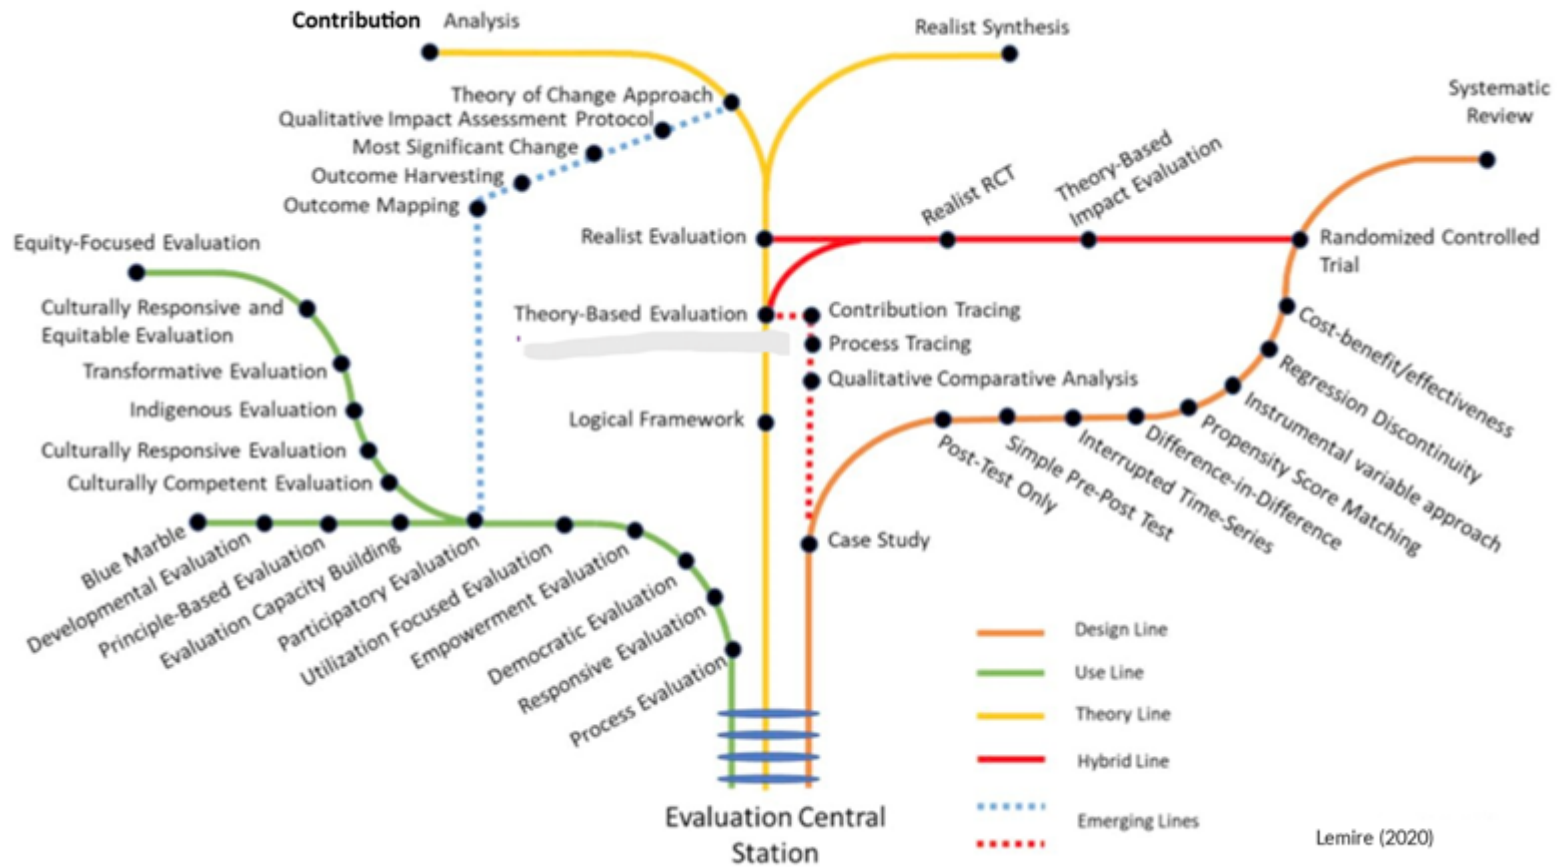 Contribution Analysis
Realist Synthesis
Systematic
Review
Theory of Change Approach
Qualitative Impact Assessment Protocol
Most Significant Change
Outcome Harvesting
Outcome Mapping
Realist RCT
Theory-Based
Impact Evaluation
Realist Evaluation
Randomized Controlled
Trial
Equity-Focused Evaluation
Culturally Responsive and
Equitable Evaluation
Transformative Evaluation
Indigenous Evaluation
Culturally Responsive Evaluation
Culturally Competent Evaluation
Theory-Based Evaluation
Contribution Tracing
Process Tracing
Qualitative Comparative Analysis
Logical Framework
Case Study
Cost-benefit/effectiveness
Regression Discontinuity
Instrumental variable approach
Propensity Score Matching
Difference-in-Difference
Interrupted Time-Series
Simple Pre-Post Test
Post-Test Only
Blue Marble
Developmental Evaluation
Principle-Based Evaluation
Evaluation Capacity Building
Participatory Evaluation
Utilization Focused Evaluation
Empowerment Evaluation
Democratic Evaluation
Responsive Evaluation
Process Evaluation
Evaluation Central
Station
Design Line
Use Line
Theory Line
Hybrid Line
Emerging Lines
Lemire (2020)